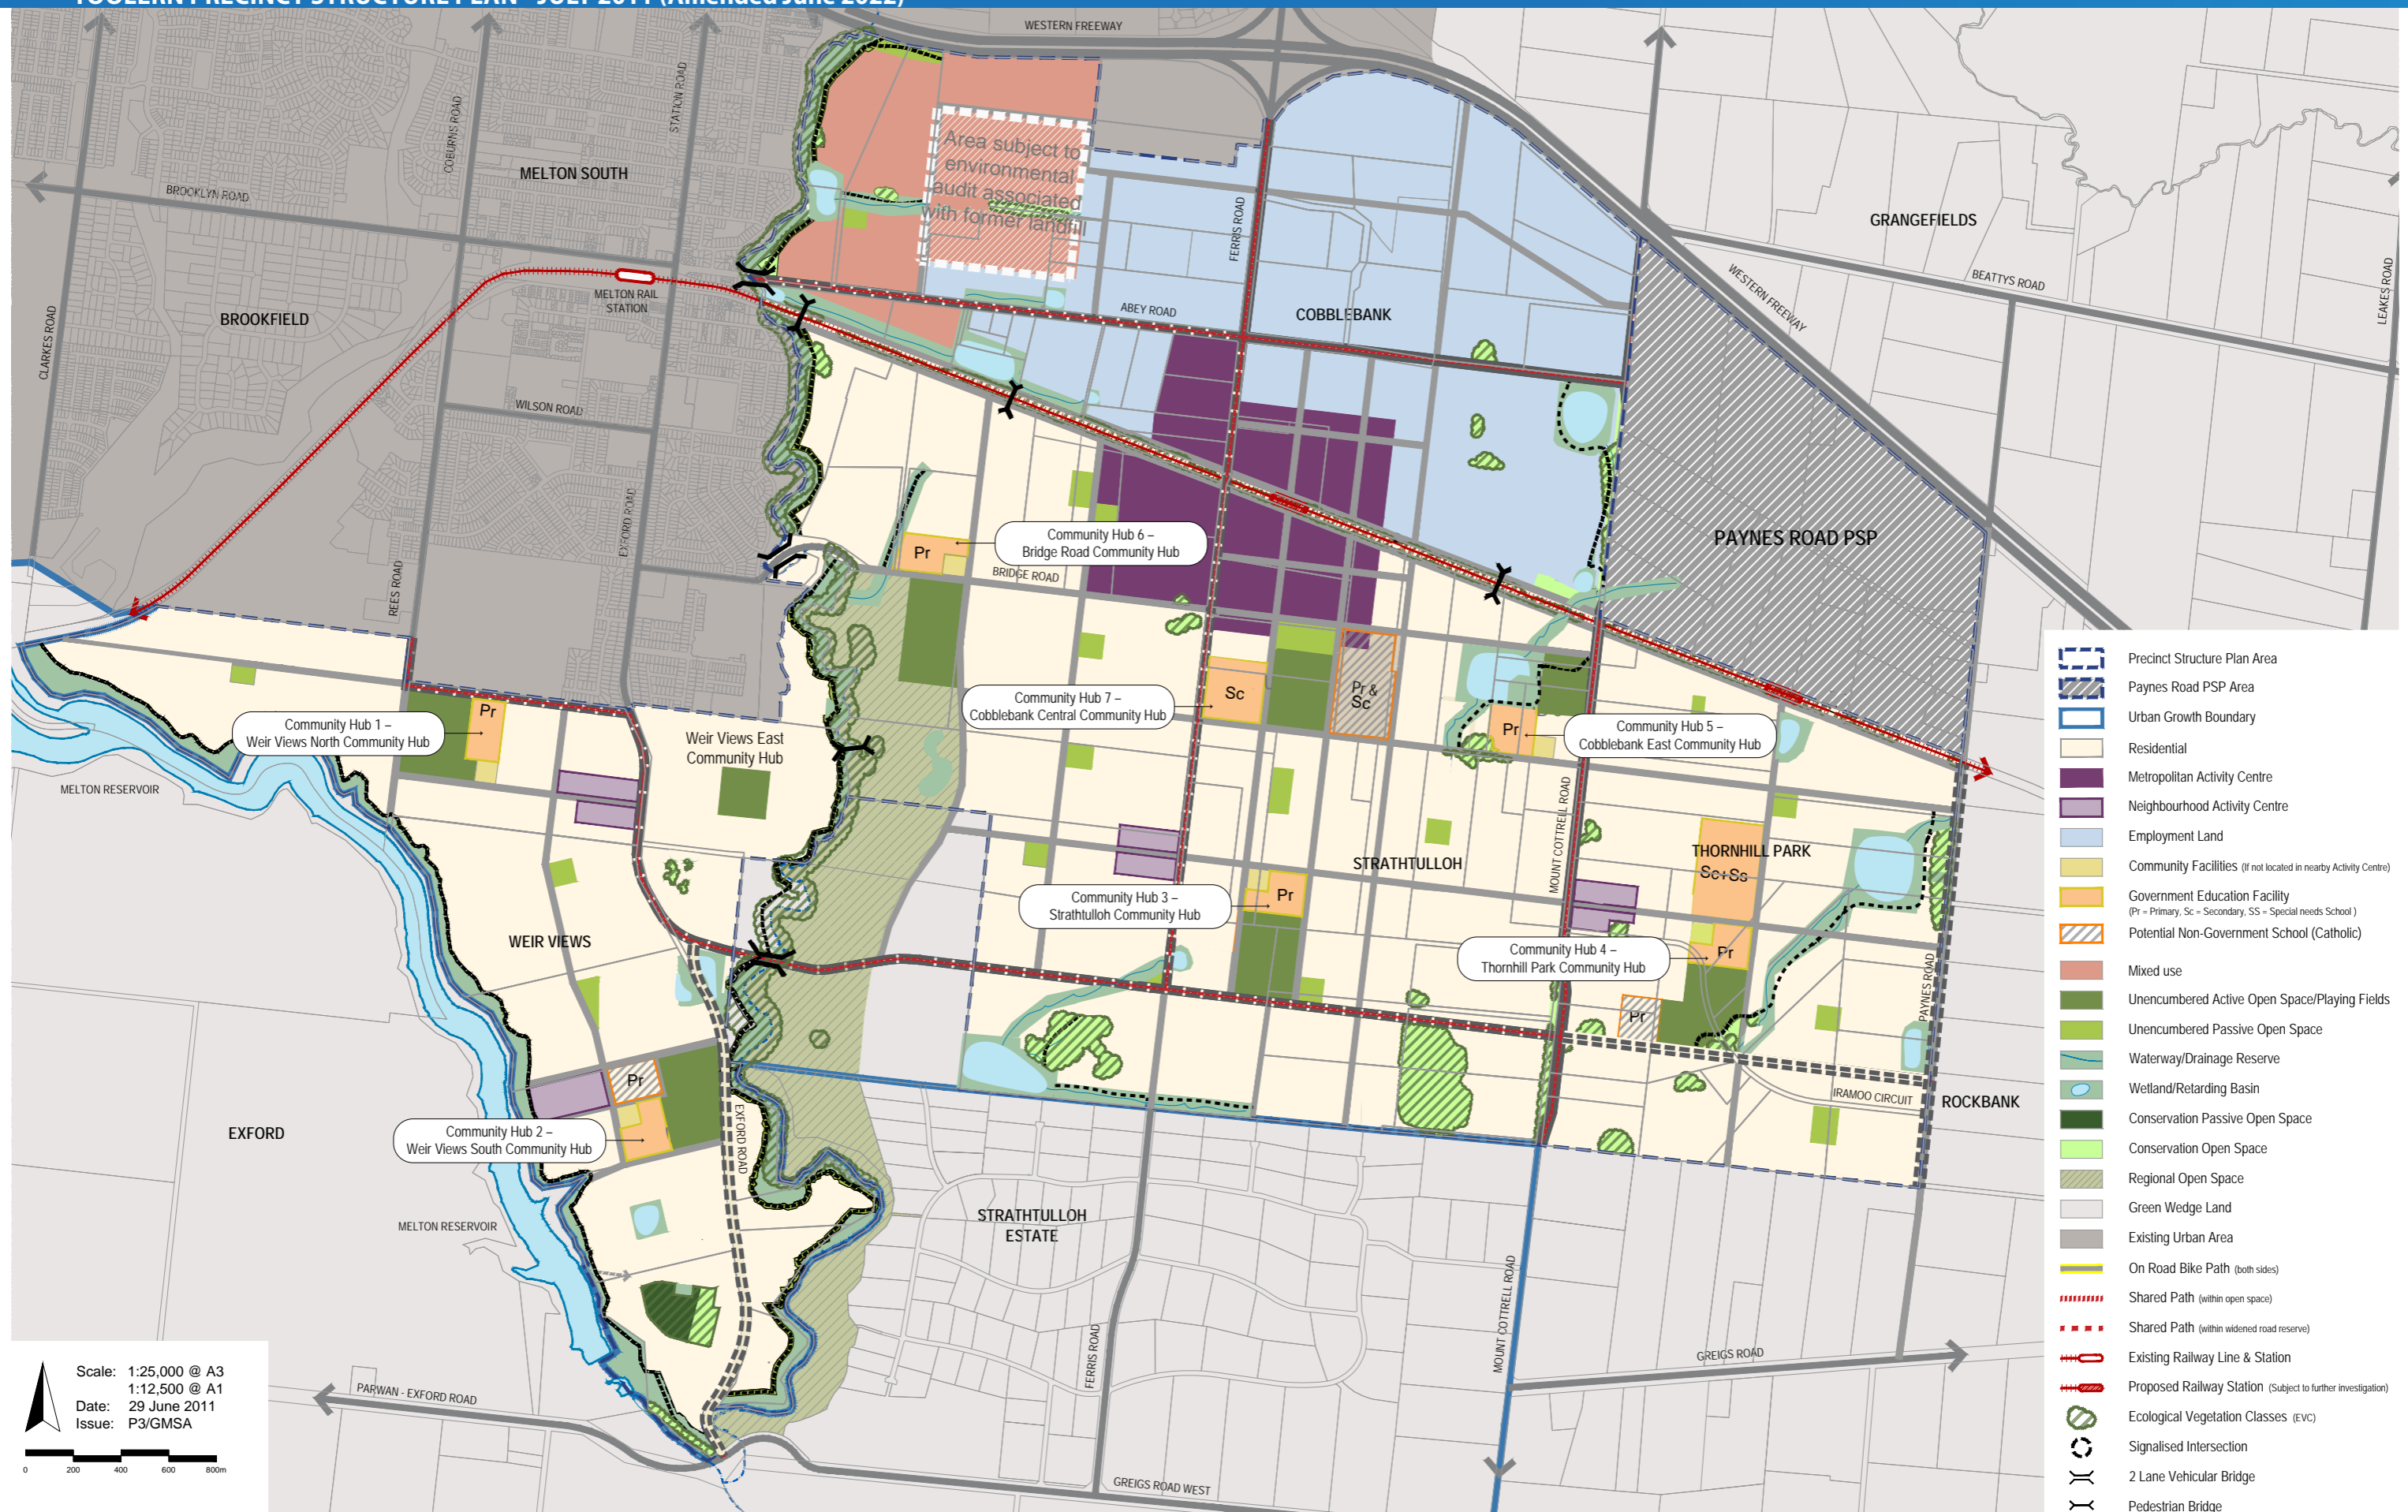 TOOLERN PRECINCT STRUCTURE PLAN - JULY 2011 (Amended June 2022)
WESTERN FREEWAY
COBURNS ROAD
STATION ROAD
MELTON SOUTH
BROOKLYN ROAD
Area subject to
environmental
audit associated
with former landfill
FERRIS ROAD
GRANGEFIELDS
BEATTYS ROAD
LEAKES ROAD
WESTERN FREEWAY
MELTON RAIL
STATION
ABEY ROAD
COBBLEBANK
CLARKES ROAD
BROOKFIELD
WILSON ROAD
EXFORD ROAD
REES ROAD
PAYNES ROAD PSP
Community Hub 6 –
Bridge Road Community Hub
Pr
BRIDGE ROAD
Community Hub 7 –
Cobblebank Central Community Hub
Sc
Pr &
Sc
Pr
Community Hub 5 –
Cobblebank East Community Hub
Community Hub 1 –
Weir Views North Community Hub
Pr
Weir Views East
Community Hub
MELTON RESERVOIR
MOUNT COTTRELL ROAD
STRATHTULLOH
THORNHILL PARK
Sc+Ss
Community Hub 3 –
Strathtulloh Community Hub
Pr
WEIR VIEWS
Community Hub 4 –
Thornhill Park Community Hub
Pr
Pr
PAYNES ROAD
IRAMOO CIRCUIT
ROCKBANK
EXFORD
Pr
Community Hub 2 –
Weir Views South Community Hub
EXFORD ROAD
MELTON RESERVOIR
STRATHTULLOH
ESTATE
FERRIS ROAD
MOUNT COTTRELL ROAD
GREIGS ROAD
PARWAN - EXFORD ROAD
GREIGS ROAD WEST
Scale: 1:25,000 @ A3
1:12,500 @ A1
Date: 29 June 2011
Issue: P3/GMSA
0 200 400 600 800m
Precinct Structure Plan Area
Paynes Road PSP Area
Urban Growth Boundary
Residential
Metropolitan Activity Centre
Neighbourhood Activity Centre
Employment Land
Community Facilities (If not located in nearby Activity Centre)
Government Education Facility
(Pr = Primary, Sc = Secondary, SS = Special needs School )
Potential Non-Government School (Catholic)
Mixed use
Unencumbered Active Open Space/Playing Fields
Unencumbered Passive Open Space
Waterway/Drainage Reserve
Wetland/Retarding Basin
Conservation Passive Open Space
Conservation Open Space
Regional Open Space
Green Wedge Land
Existing Urban Area
On Road Bike Path (both sides)
Shared Path (within open space)
Shared Path (within widened road reserve)
Existing Railway Line & Station
Proposed Railway Station (Subject to further investigation)
Ecological Vegetation Classes (EVC)
Signalised Intersection
2 Lane Vehicular Bridge
Pedestrian Bridge